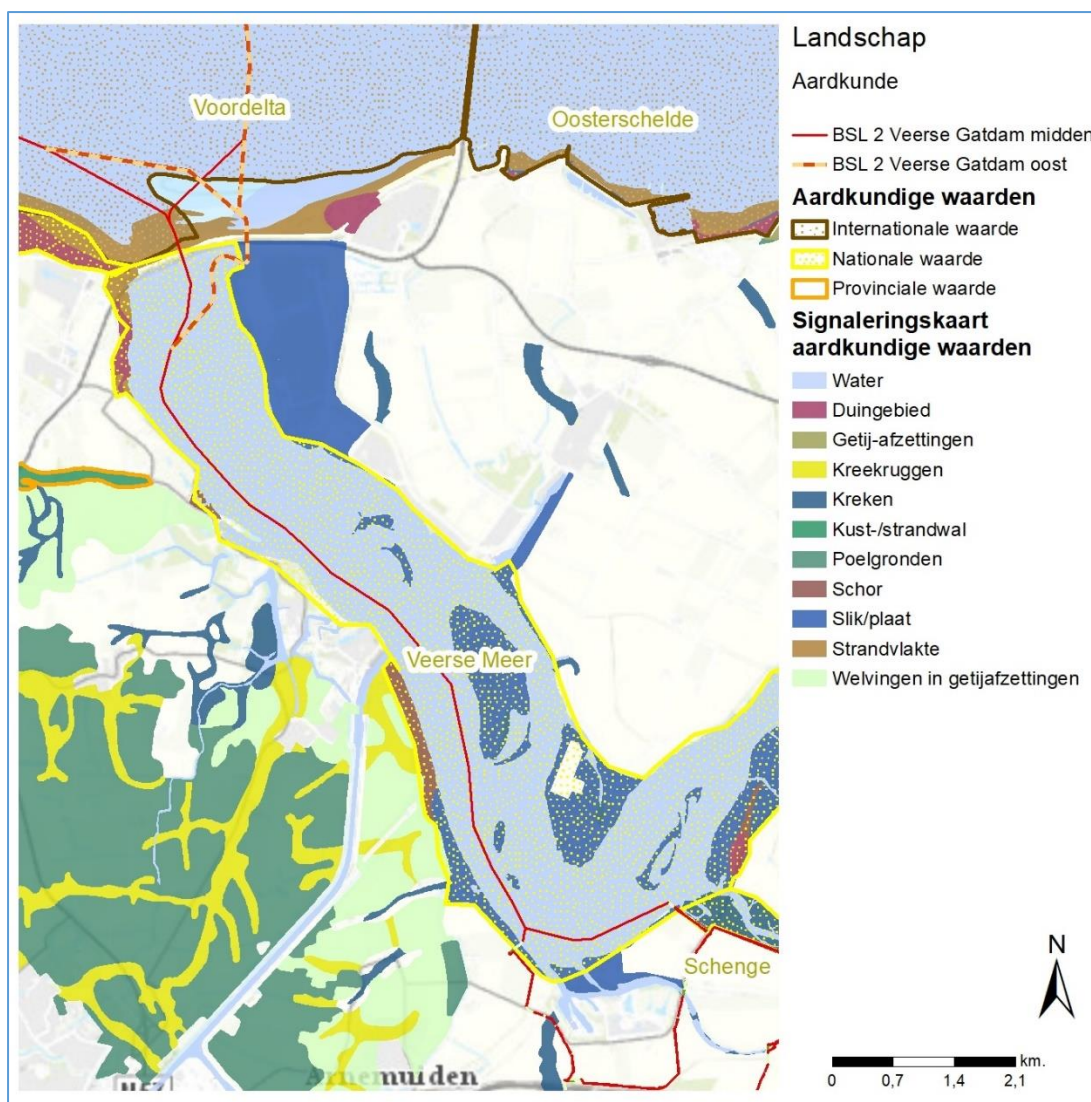 Voordelta
Oosterschelde
Veerse Meer
Schenge
Arnemuiden
Landschap
Aardkunde
BSL 2 Veerse Gatdam midden
BSL 2 Veerse Gatdam oost
Aardkundige waarden
Internationale waarde
Nationale waarde
Provinciale waarde
Signaleringskaart
aardkundige waarden
Water
Duingebied
Getij-afzettingen
Kreekruggen
Kreken
Kust-/strandwal
Poelgronden
Schor
Slik/plaat
Strandvlakte
Welvingen in getijafzettingen
N
km.
0 0,7 1,4 2,1